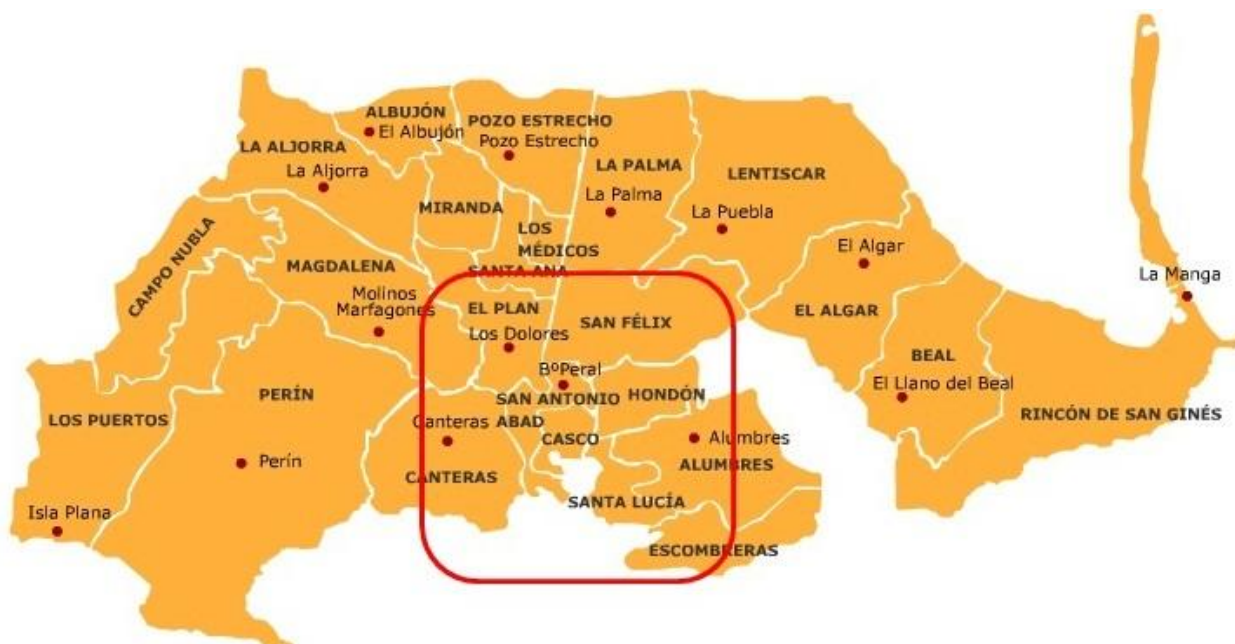 ALBUJÓN
El Albujón
POZO ESTRECHO
Pozo Estrecho
LA ALJORRA
La Aljorra
LA PALMA
La Palma
LENTISCAR
La Puebla
MIRANDA
LOS
MÉDICOS
SANTA ANA
CAMPO NUBLA
MAGDALENA
Molinos
Marfagones
El Algar
EL ALGAR
La Manga
EL PLAN
Los Dolores
SAN FÉLIX
BºPeral
SAN ANTONIO
ABAD
HONDÓN
BEAL
El Llano del Beal
RINCÓN DE SAN GINÉS
LOS PUERTOS
PERÍN
Perín
Canteras
CANTERAS
CASCO
Alumbres
ALUMBRES
SANTA LUCÍA
Isla Plana
ESCOMBRERAS